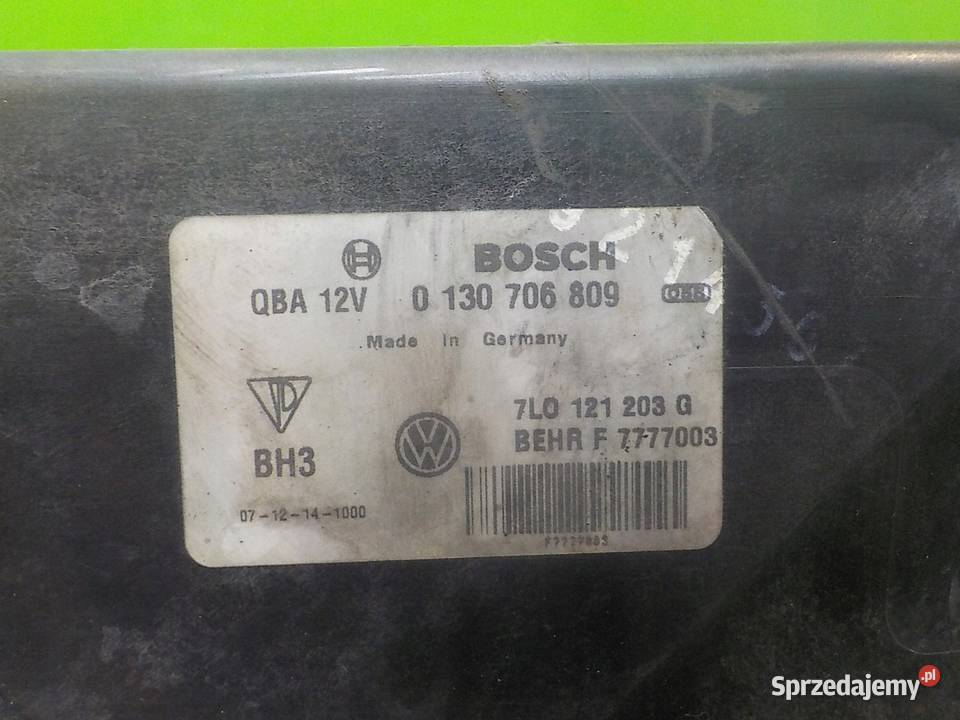 BOSCH
QBA 12V 0 130 706 809
Made in Germany
7L0 121 203 G
BEHR F 7777003
BH3
07-12-14-1000
F7777003
Sprzedajemy.pl